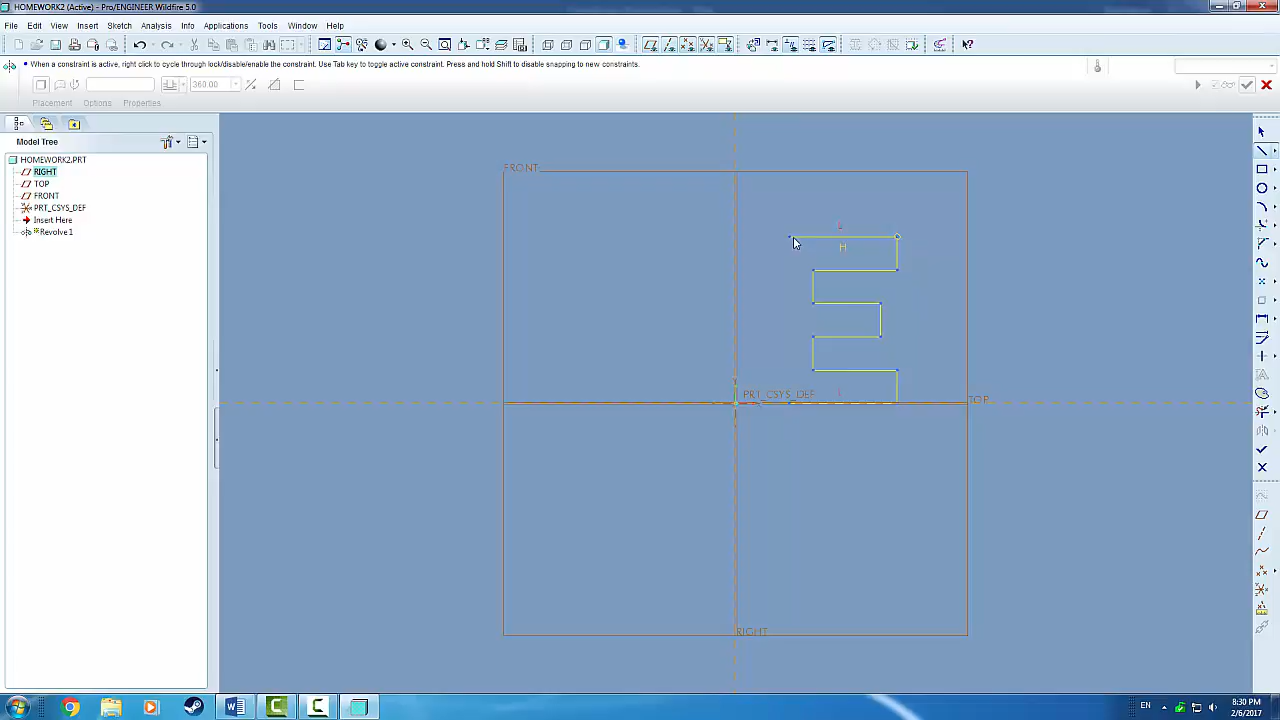 HOMEWORK2 (Active) - Pro/ENGINEER Wildfire 5.0
File Edit View Insert Sketch Analysis Info Applications Tools Window Help
• When a constraint is active, right click to cycle through lock/disable/enable the constraint. Use Tab key to toggle active constraint. Press and hold Shift to disable snapping to new constraints.
360.00
Placement Options Properties
Model Tree
HOMEWORK2.PRT
RIGHT
TOP
FRONT
PRT_CSYS_DEF
Insert Here
*Revolve 1
FRONT
H
PRT_CSYS_DEF
TOP
RIGHT
EN
8:30 PM
2/6/2017